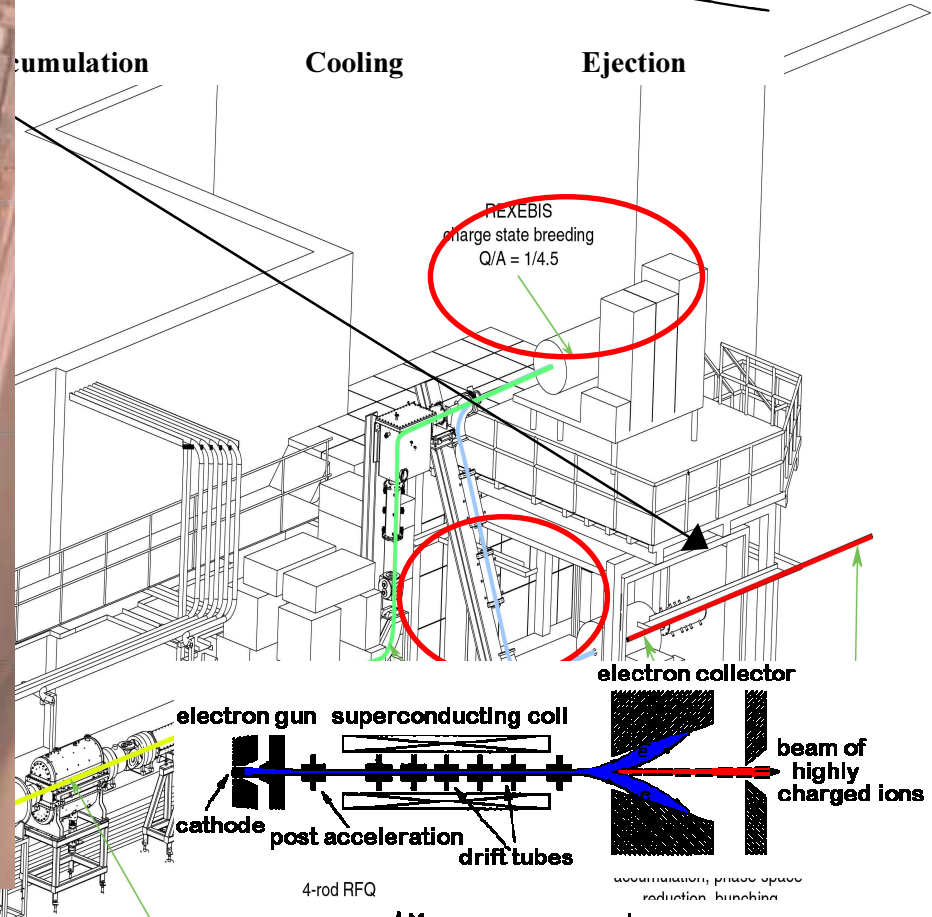 Cooling
Ejection
REXEBIS
charge state breeding
Q/A = 1/4.5
electron collector
electron gun
superconducting coil
beam of
highly
charged ions
cathode
post acceleration
drift tubes
4-rod RFQ
accumulation, phase space
reduction, bunching